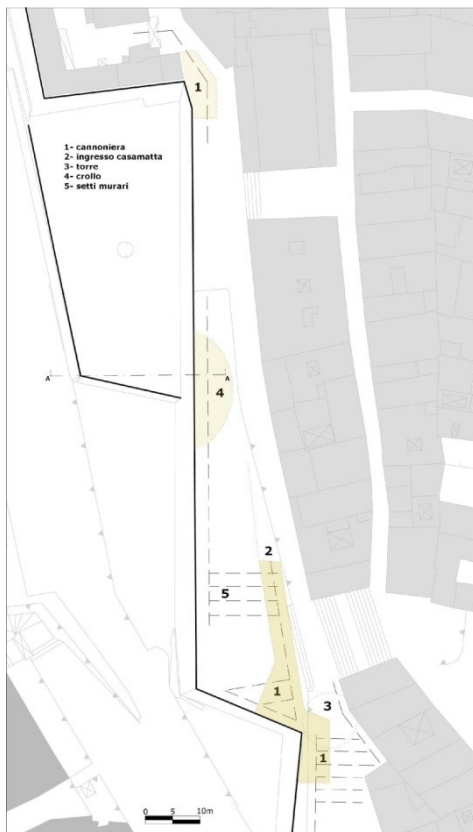 1
1- cannoniera
2- ingresso casamatta
3- torre
4- crollo
5- setti murari
A A
4
2
5
1
3
1
0 5 10m